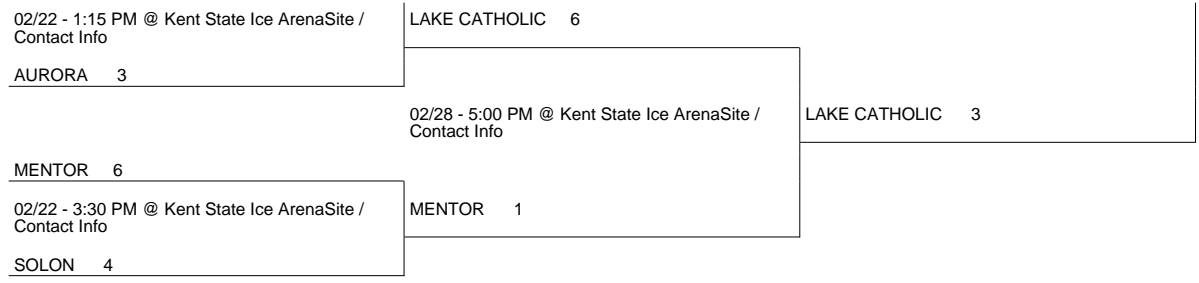 02/22 - 1:15 PM @ Kent State Ice ArenaSite /
Contact Info
LAKE CATHOLIC 6
AURORA 3
02/28 - 5:00 PM @ Kent State Ice ArenaSite /
Contact Info
LAKE CATHOLIC 3
MENTOR 6
02/22 - 3:30 PM @ Kent State Ice ArenaSite /
Contact Info
MENTOR 1
SOLON 4